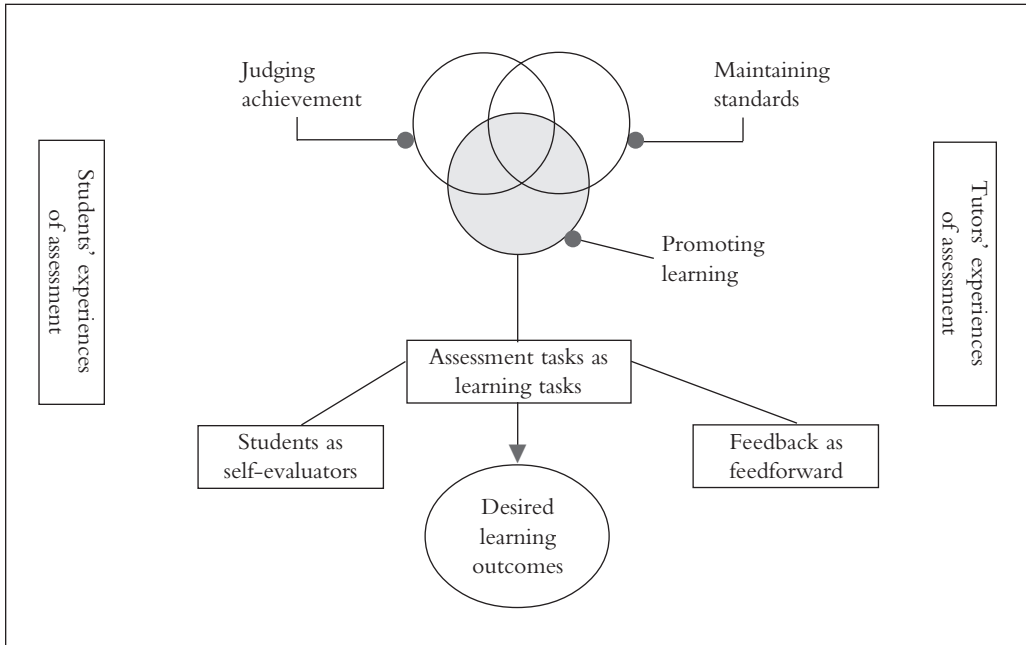 Judging
achievement
Maintaining
standards
Students’ experiences
of assessment
Tutors’ experiences
of assessment
Promoting
learning
Assessment tasks as
learning tasks
Students as
self-evaluators
Feedback as
feedforward
Desired
learning
outcomes